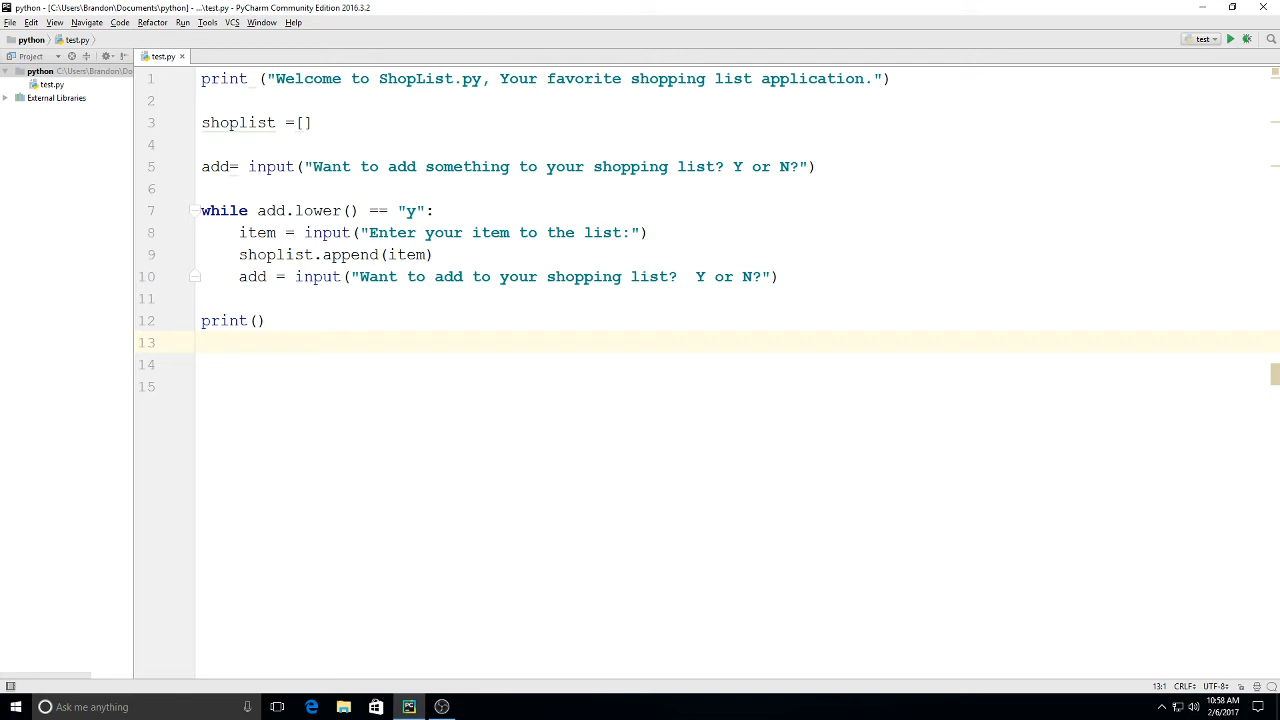 python - [C:\Users\Brandon\Documents\python] - ...\test.py - PyCharm Community Edition 2016.3.2
File Edit View Navigate Code Refactor Run Tools VCS Window Help
python test.py test
Project test.py
python C:\Users\Brandon\Do
test.py
External Libraries
1 print ("Welcome to ShopList.py, Your favorite shopping list application.")
2
3 shoplist =[]
4
5 add= input("Want to add something to your shopping list? Y or N?")
6
7 while add.lower() == "y":
8 item = input("Enter your item to the list:")
9 shoplist.append(item)
10 add = input("Want to add to your shopping list?  Y or N?")
11
12 print()
13
14
15
13:1 CRLF÷ UTF-8÷
Ask me anything
PC
10:58 AM
2/6/2017